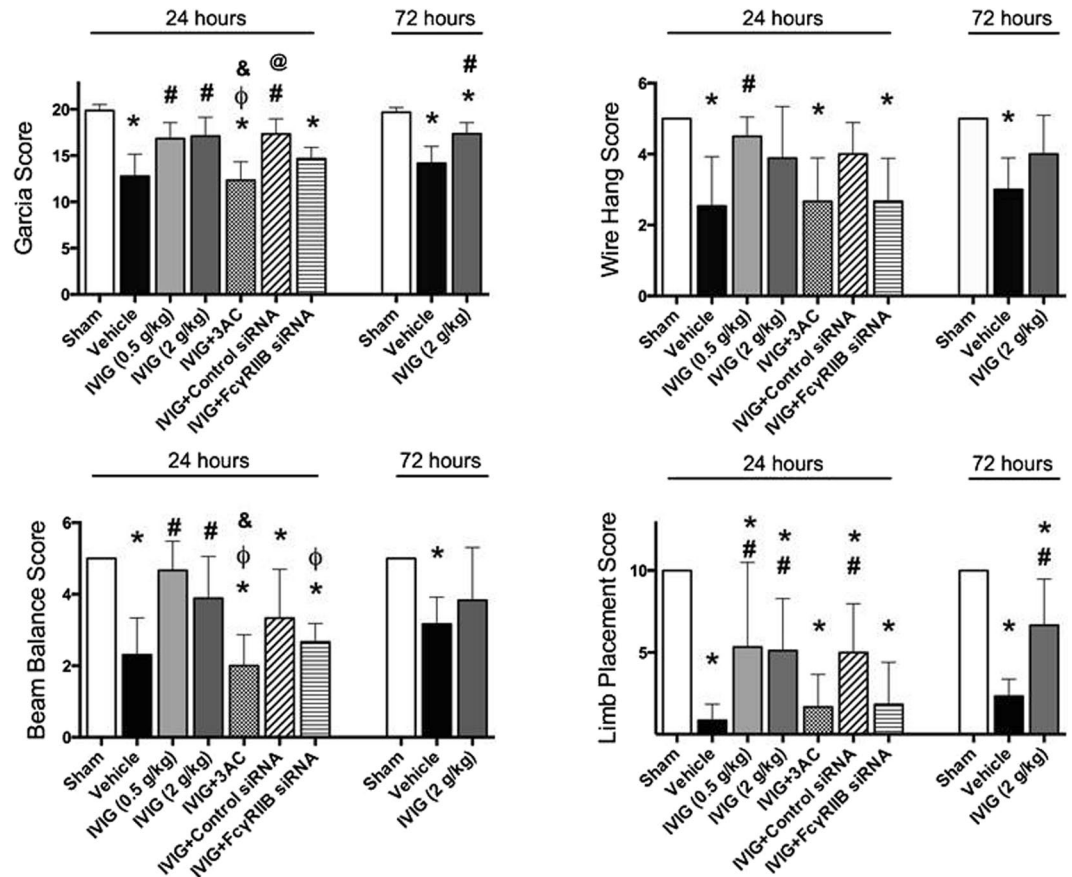 24 hours
72 hours
Garcia Score
20
15
10
5
0
*
#
#
&
ϕ
*
@
#
*
*
#
*
Sham
Vehicle
IVIG (0.5 g/kg)
IVIG (2 g/kg)
IVIG+3AC
IVIG+Control siRNA
IVIG+FcγRIIB siRNA
Sham
Vehicle
IVIG (2 g/kg)
24 hours
72 hours
Wire Hang Score
6
4
2
0
*
#
*
*
*
Sham
Vehicle
IVIG (0.5 g/kg)
IVIG (2 g/kg)
IVIG+3AC
IVIG+Control siRNA
IVIG+FcγRIIB siRNA
Sham
Vehicle
IVIG (2 g/kg)
24 hours
72 hours
Beam Balance Score
6
4
2
0
*
#
#
&
ϕ
*
*
ϕ
*
*
Sham
Vehicle
IVIG (0.5 g/kg)
IVIG (2 g/kg)
IVIG+3AC
IVIG+Control siRNA
IVIG+FcγRIIB siRNA
Sham
Vehicle
IVIG (2 g/kg)
24 hours
72 hours
Limb Placement Score
10
5
*
*
#
*
#
*
*
#
*
*
*
#
Sham
Vehicle
IVIG (0.5 g/kg)
IVIG (2 g/kg)
IVIG+3AC
IVIG+Control siRNA
IVIG+FcγRIIB siRNA
Sham
Vehicle
IVIG (2 g/kg)